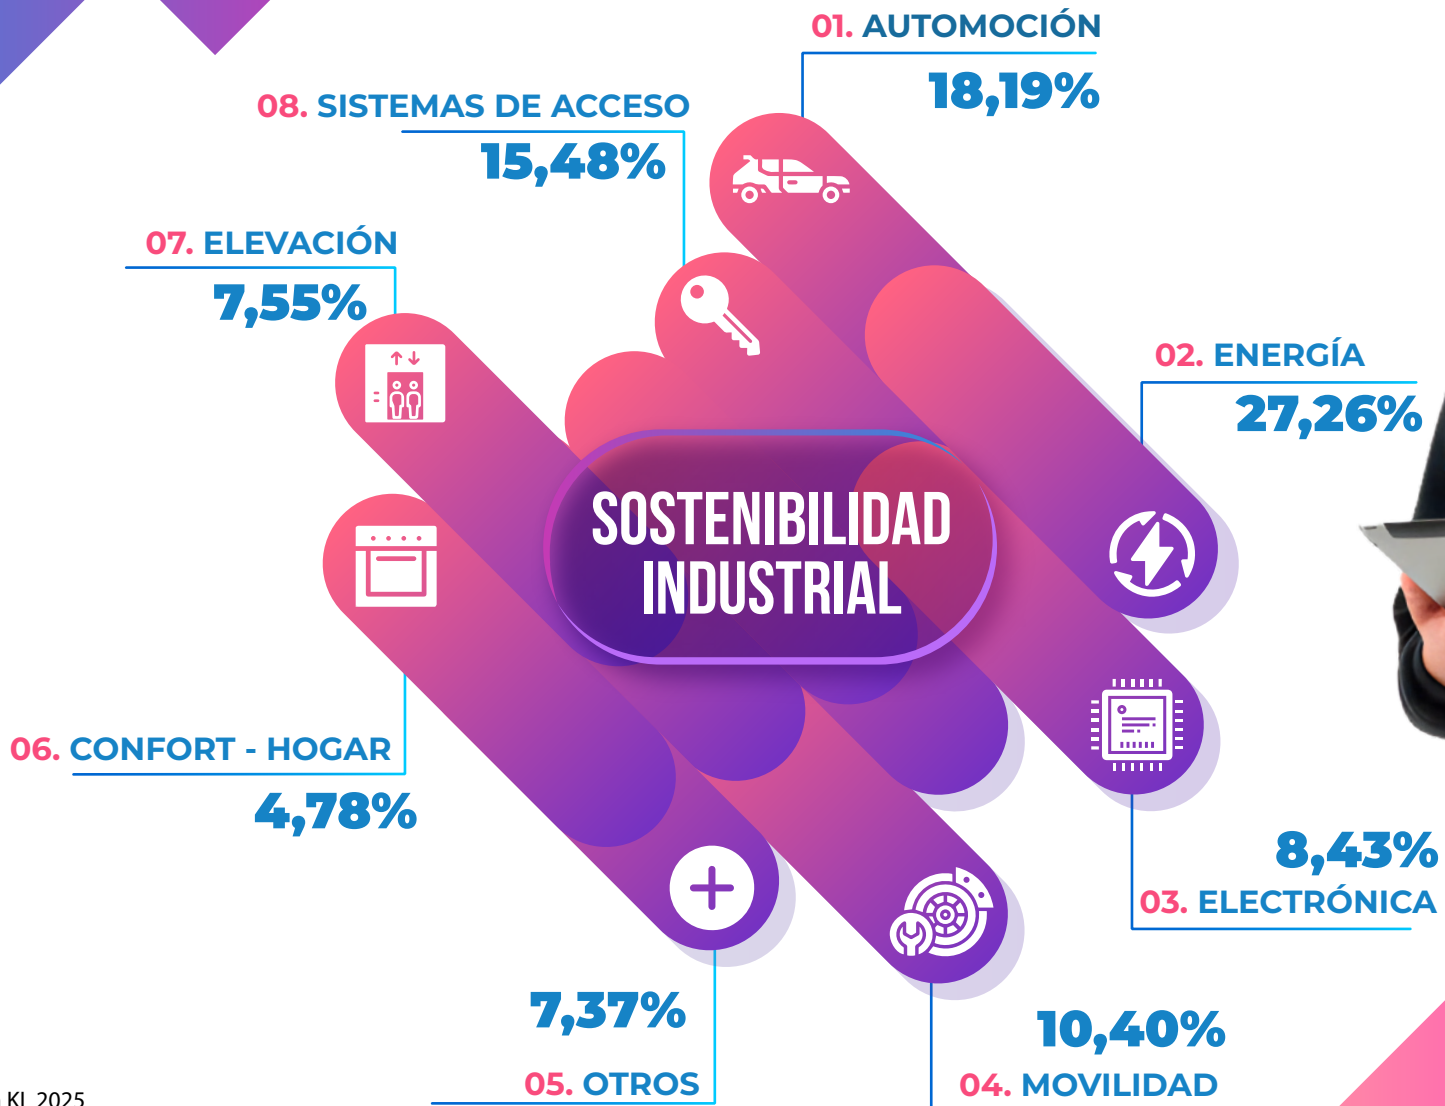 01. AUTOMOCIÓN
18,19%
08. SISTEMAS DE ACCESO
15,48%
07. ELEVACIÓN
7,55%
02. ENERGÍA
27,26%
SOSTENIBILIDAD
INDUSTRIAL
06. CONFORT - HOGAR
4,78%
8,43%
03. ELECTRÓNICA
7,37%
05. OTROS
10,40%
04. MOVILIDAD
KL 2025